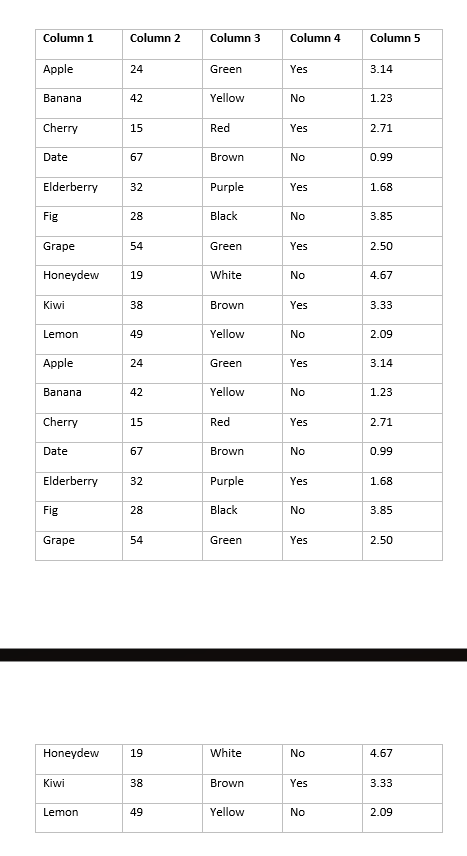 Column 1 Column 2 Column 3 Column 4 Column 5
Apple 24 Green Yes 3.14
Banana 42 Yellow No 1.23
Cherry 15 Red Yes 2.71
Date 67 Brown No 0.99
Elderberry 32 Purple Yes 1.68
Fig 28 Black No 3.85
Grape 54 Green Yes 2.50
Honeydew 19 White No 4.67
Kiwi 38 Brown Yes 3.33
Lemon 49 Yellow No 2.09
Apple 24 Green Yes 3.14
Banana 42 Yellow No 1.23
Cherry 15 Red Yes 2.71
Date 67 Brown No 0.99
Elderberry 32 Purple Yes 1.68
Fig 28 Black No 3.85
Grape 54 Green Yes 2.50
Honeydew 19 White No 4.67
Kiwi 38 Brown Yes 3.33
Lemon 49 Yellow No 2.09